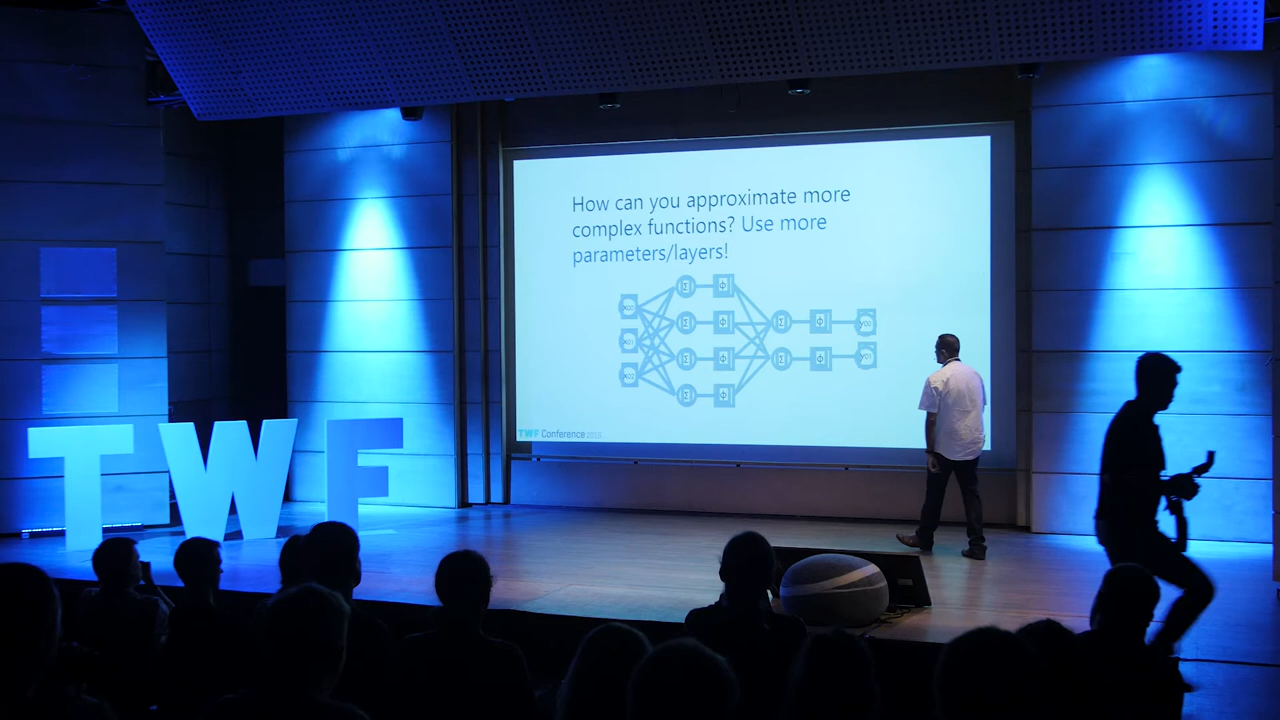 How can you approximate more
complex functions? Use more
parameters/layers!
Σ Φ
Σ Φ Σ Φ
Σ Φ Σ Φ
Σ Φ
TWF Conference
TWF